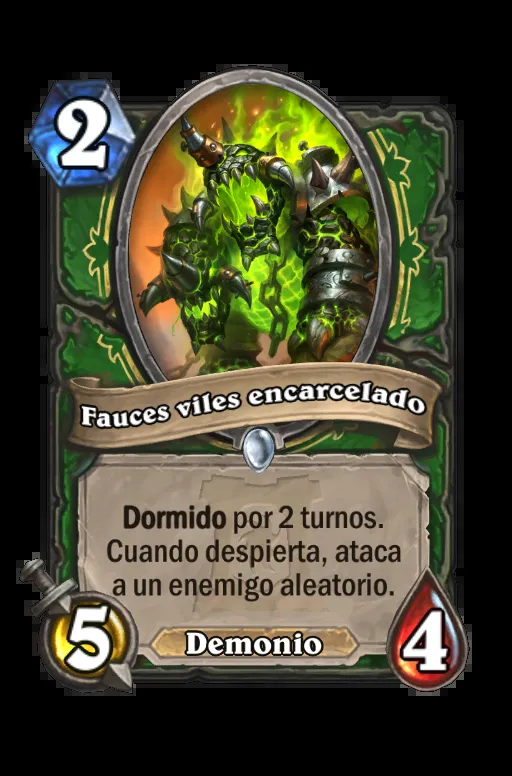 2
Fauces viles encarcelado
Dormido por 2 turnos.
Cuando despierta, ataca
a un enemigo aleatorio.
5
Demonio
4